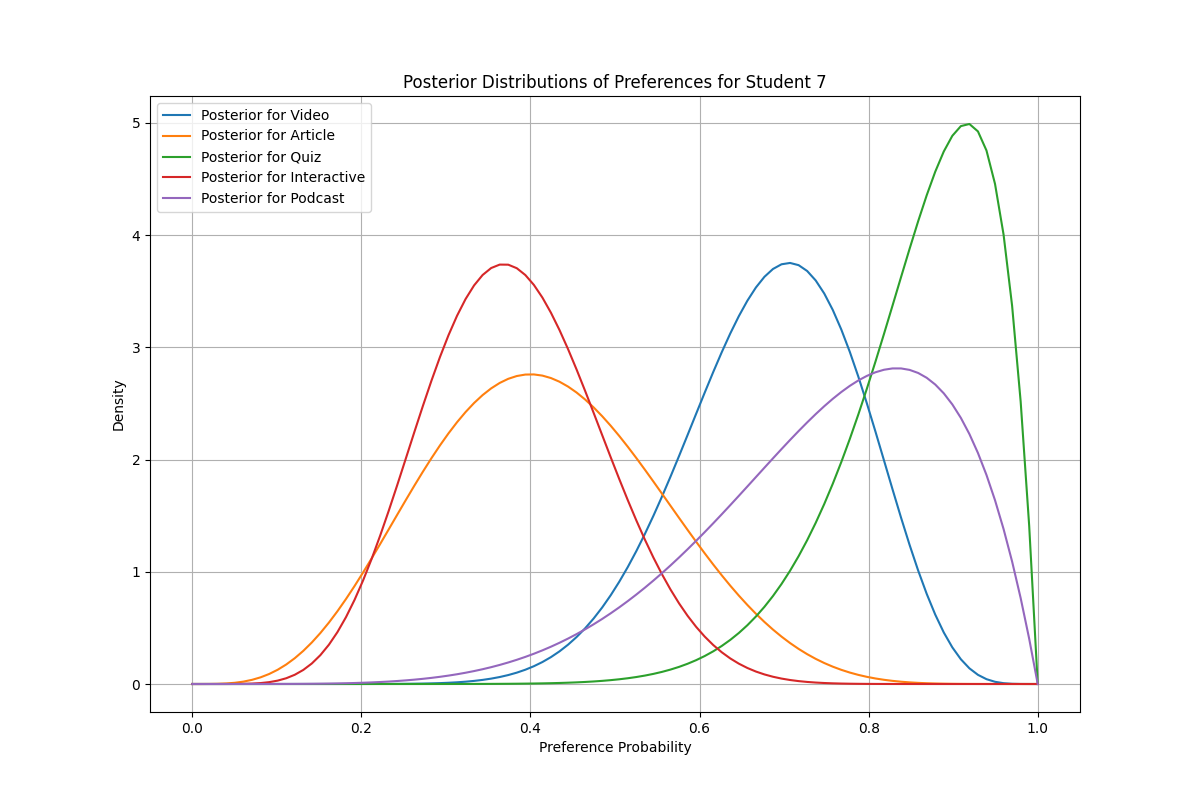 Posterior Distributions of Preferences for Student 7
Posterior for Video
Posterior for Article
Posterior for Quiz
Posterior for Interactive
Posterior for Podcast
Density
5
4
3
2
1
0
0.0 0.2 0.4 0.6 0.8 1.0
Preference Probability